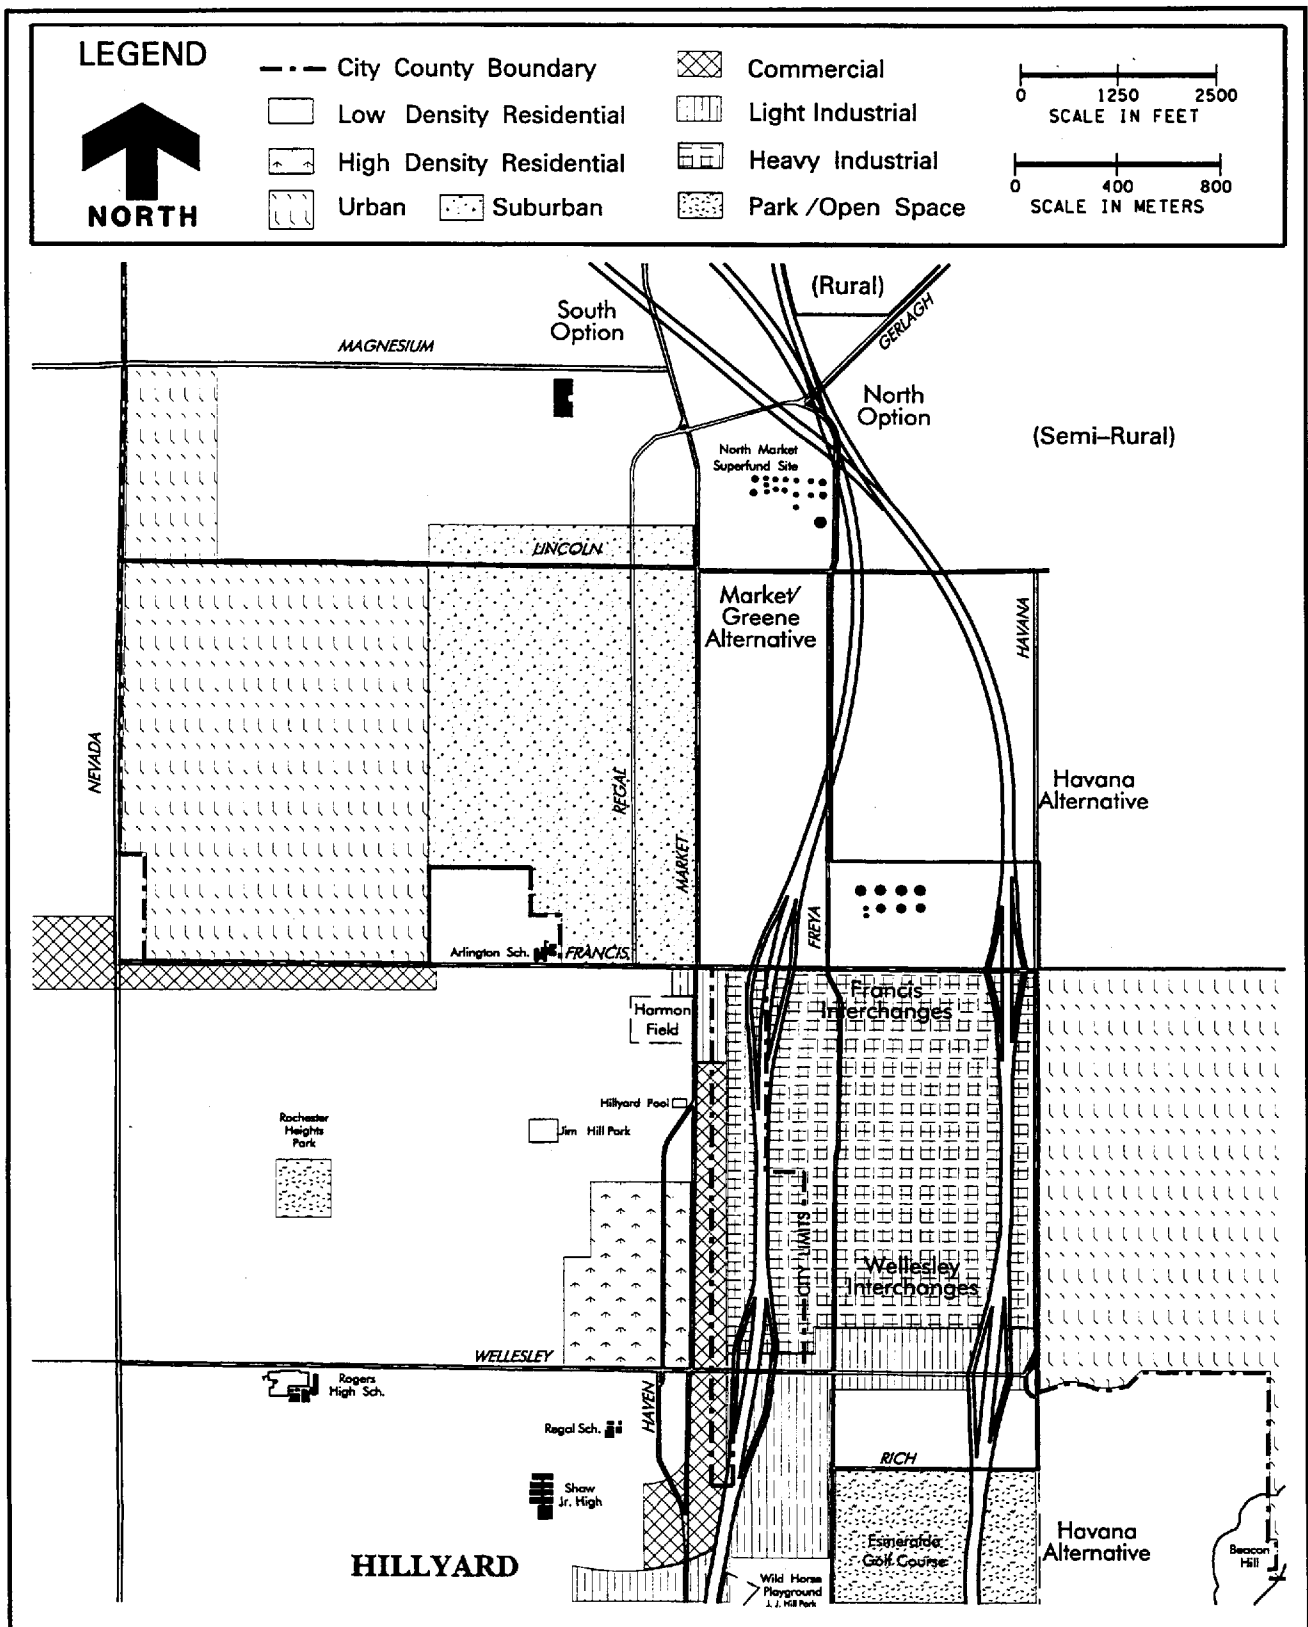 LEGEND
NORTH
City County Boundary
Low Density Residential
High Density Residential
Urban
Suburban
Commercial
Light Industrial
Heavy Industrial
Park / Open Space
0 1250 2500
SCALE IN FEET
0 400 800
SCALE IN METERS
(Rural)
South
Option
GERLAGH
MAGNESIUM
North
Option
(Semi-Rural)
North Market
Superfund Site
LINCOLN
Market/
Greene
Alternative
HAVANA
NEVADA
REGAL
MARKET
Havana
Alternative
FREYA
Arlington Sch.
FRANCIS
Harmon
Field
Francis
Interchanges
Hillyard Pool
Jim Hill Park
Rochester
Heights
Park
CITY LIMITS
Wellesley
Interchanges
WELLESLEY
Rogers
High Sch.
HAVEN
Regal Sch.
RICH
Shaw
Jr. High
Esmeralda
Golf Course
Havana
Alternative
Beacon
Hill
HILLYARD
Wild Horse
Playground
J. J. Hill Park